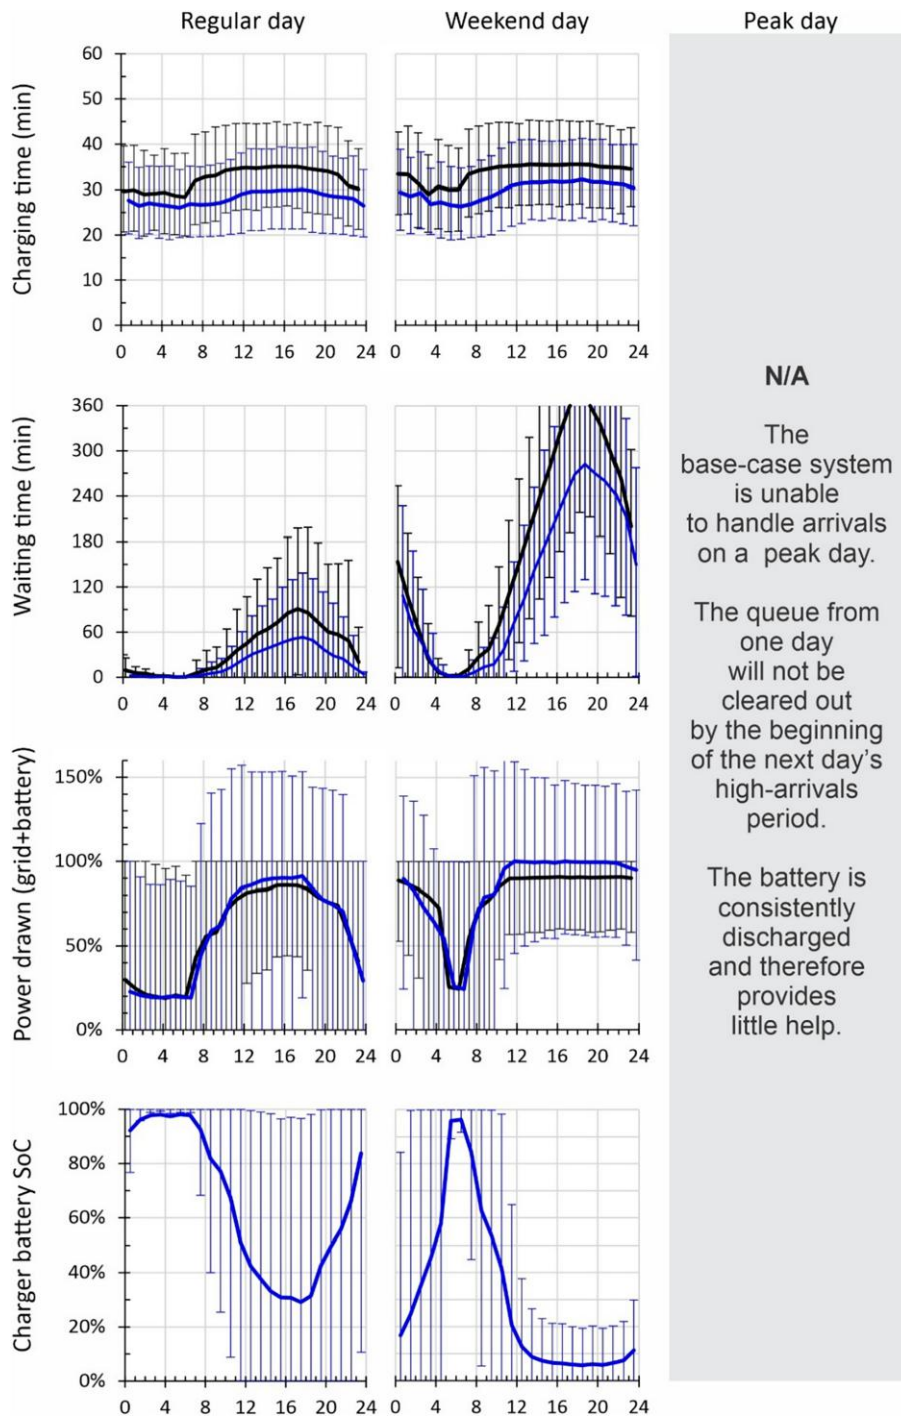 Regular day
Weekend day
Peak day
Charging time (min)
60
50
40
30
20
10
0
0 4 8 12 16 20 24
0 4 8 12 16 20 24
Waiting time (min)
360
300
240
180
120
60
0
0 4 8 12 16 20 24
0 4 8 12 16 20 24
Power drawn (grid+battery)
150%
100%
50%
0%
0 4 8 12 16 20 24
0 4 8 12 16 20 24
Charger battery SoC
100%
80%
60%
40%
20%
0%
0 4 8 12 16 20 24
0 4 8 12 16 20 24
N/A
The
base-case system
is unable
to handle arrivals
on a peak day.
The queue from
one day
will not be
cleared out
by the beginning
of the next day's
high-arrivals
period.
The battery is
consistently
discharged
and therefore
provides
little help.